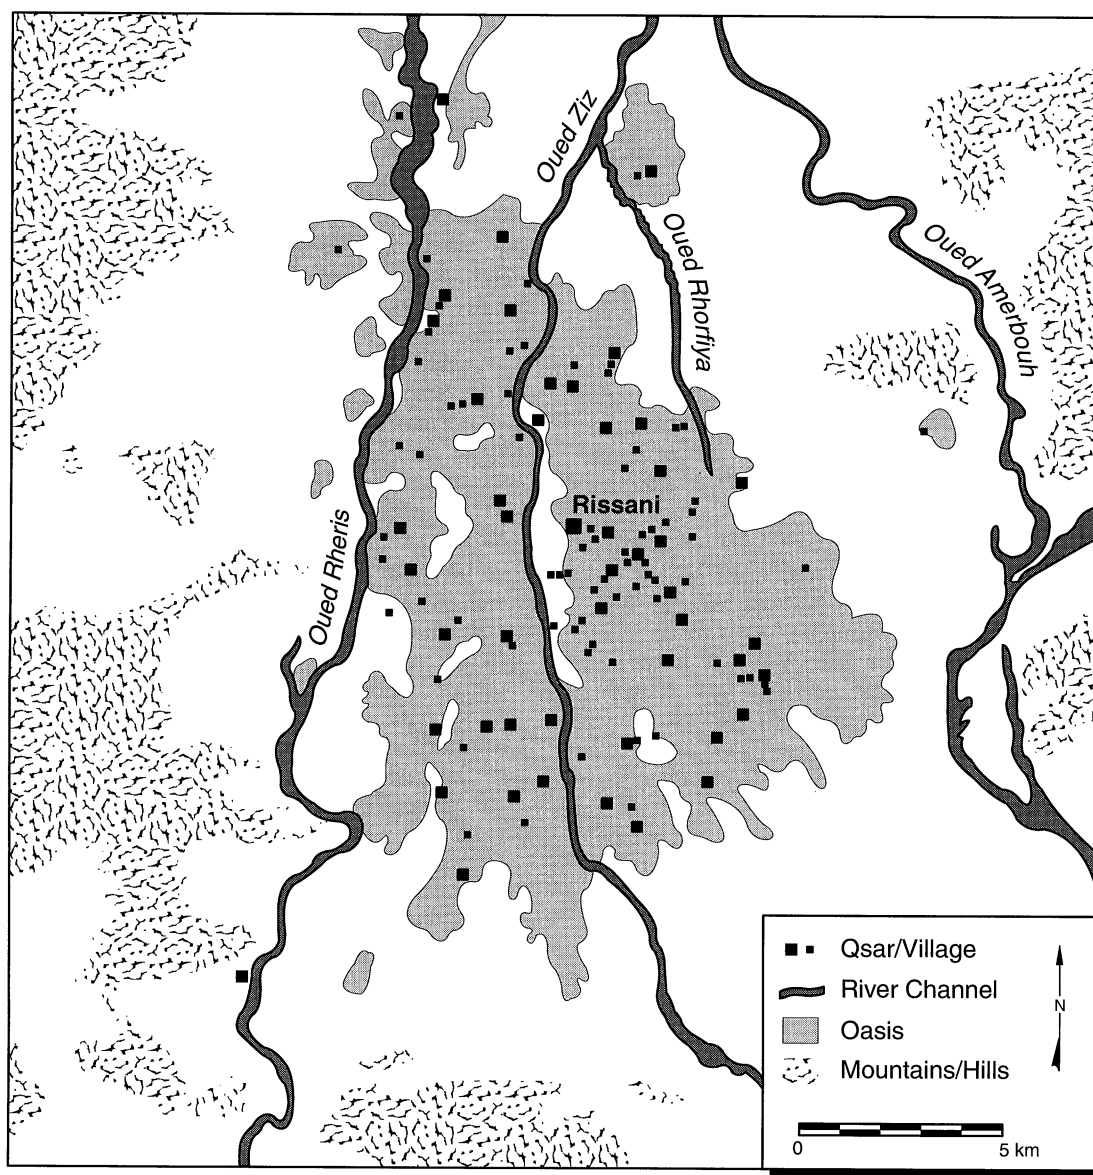 Oued Ziz
Oued Rhorfiya
Oued Amerbouh
Rissani
Oued Rheris
Qsar/Village
River Channel
Oasis
Mountains/Hills
N
0 5 km